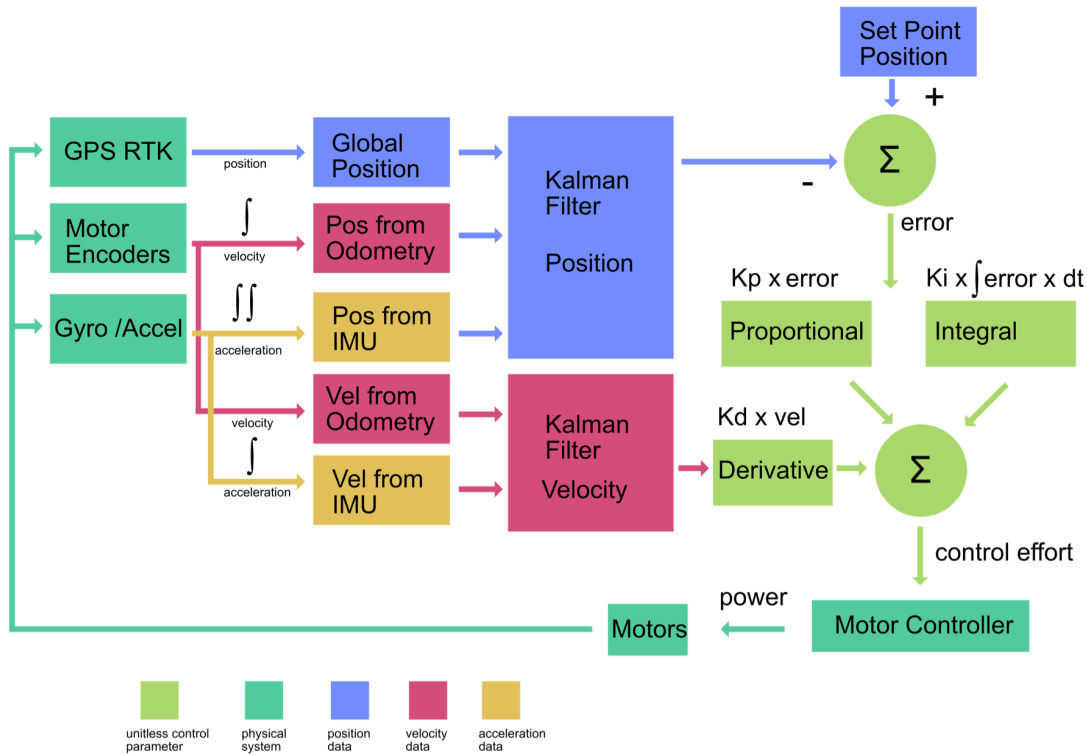 Set Point
Position
+
GPS RTK
position
Global
Position
Kalman
Filter
Position
-
Σ
error
Motor
Encoders
∫
velocity
Pos from
Odometry
Gyro /Accel
∫∫
acceleration
Pos from
IMU
Kp x error
Proportional
Ki x ∫error x dt
Integral
velocity
Vel from
Odometry
∫
acceleration
Vel from
IMU
Kalman
Filter
Velocity
Kd x vel
Derivative
Σ
control effort
Motor Controller
power
Motors
unitless control
parameter
physical
system
position
data
velocity
data
acceleration
data